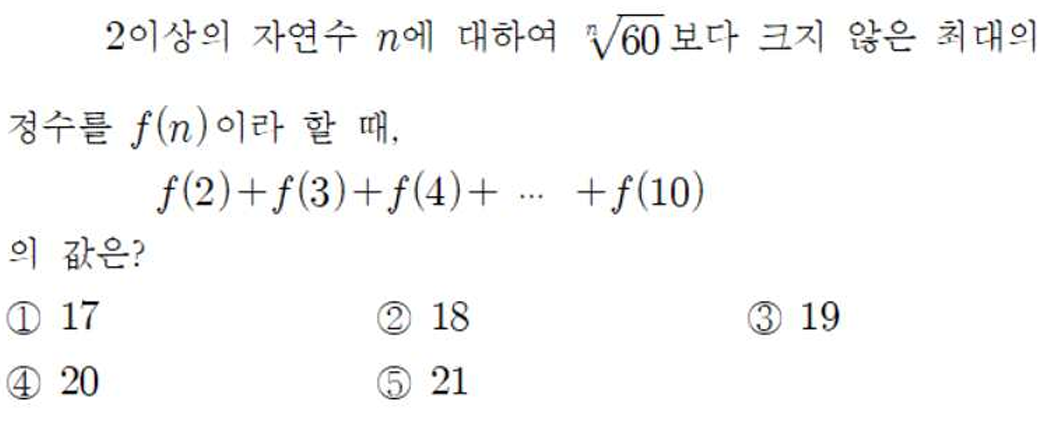 2이상의 자연수 n에 대하여 ⁿ√60 보다 크지 않은 최대의
정수를 f(n)이라 할 때,
f(2)+f(3)+f(4)+ ⋯ +f(10)
의 값은?
① 17 ② 18 ③ 19
④ 20 ⑤ 21